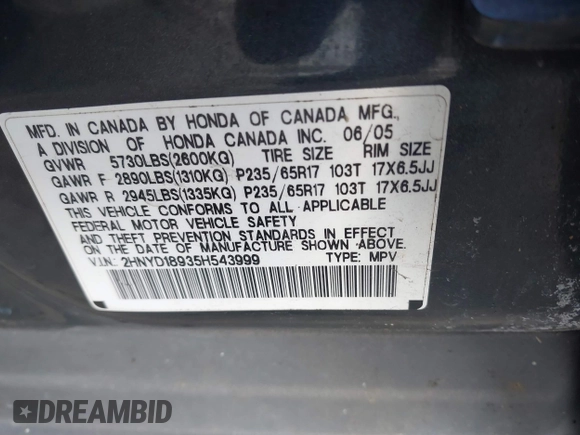 MFD. IN CANADA BY HONDA OF CANADA MFG.,
A DIVISION OF HONDA CANADA INC. 06/05
GVWR 5730LBS(2600KG) TIRE SIZE RIM SIZE
GAWR F 2890LBS(1310KG) P235/65R17 103T 17X6.5JJ
GAWR R 2945LBS(1335KG) P235/65R17 103T 17X6.5JJ
THIS VEHICLE CONFORMS TO ALL APPLICABLE
FEDERAL MOTOR VEHICLE SAFETY
AND THEFT PREVENTION STANDARDS IN EFFECT
ON THE DATE OF MANUFACTURE SHOWN ABOVE.
V.I.N: 2HNYD18935H543999 TYPE: MPV
DREAMBID